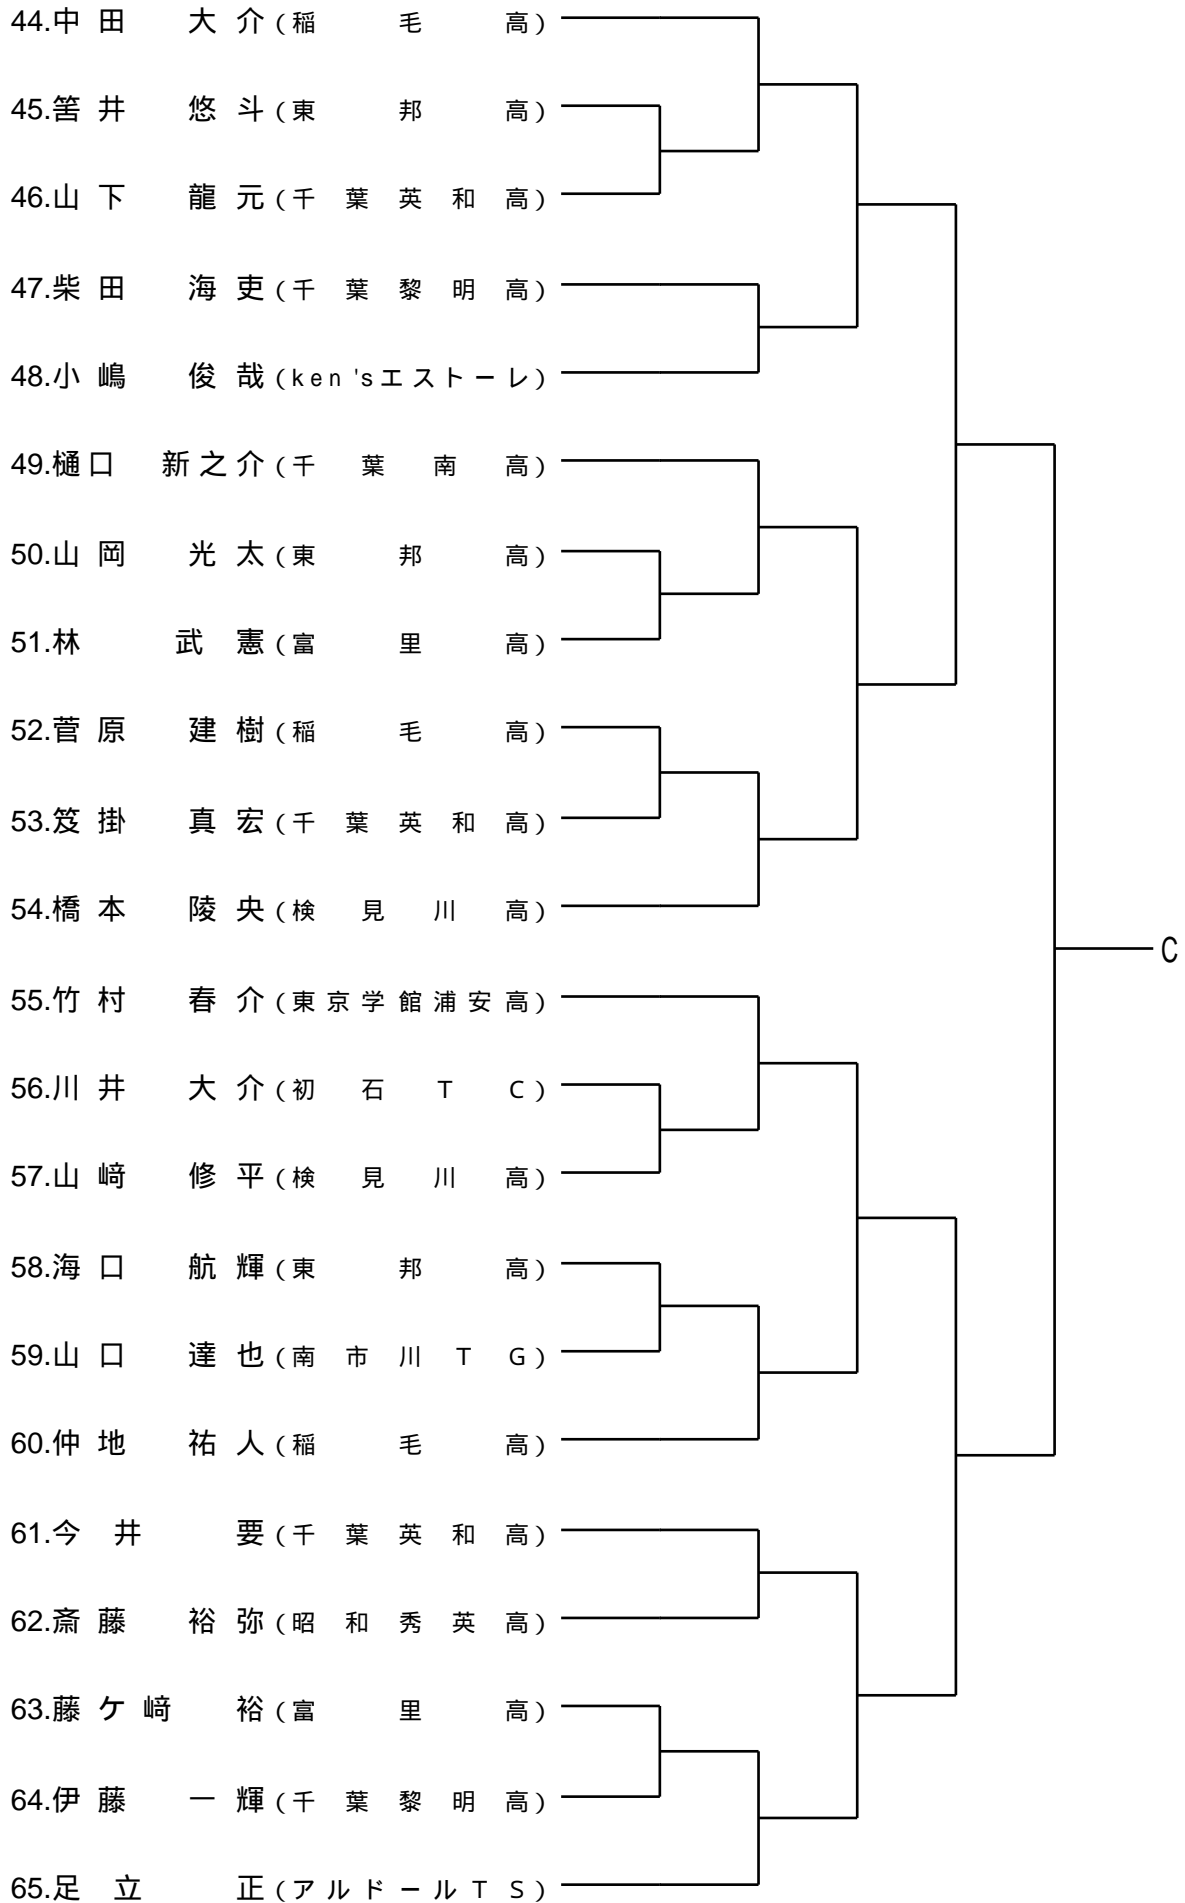 44.中田 大介(稲毛高)
45.筈井 悠斗(東邦高)
46.山下 龍元(千葉英和高)
47.柴田 海吏(千葉黎明高)
48.小嶋 俊哉(ken'sエストーレ)
49.樋口 新之介(千葉南高)
50.山岡 光太(東邦高)
51.林 武憲(富里高)
52.菅原 建樹(稲毛高)
53.笈掛 真宏(千葉英和高)
54.橋本 陵央(検見川高)
C
55.竹村 春介(東京学館浦安高)
56.川井 大介(初石TC)
57.山﨑 修平(検見川高)
58.海口 航輝(東邦高)
59.山口 達也(南市川TG)
60.仲地 祐人(稲毛高)
61.今井 要(千葉英和高)
62.斎藤 裕弥(昭和秀英高)
63.藤ケ﨑 裕(富里高)
64.伊藤 一輝(千葉黎明高)
65.足立 正(アルドールTS)